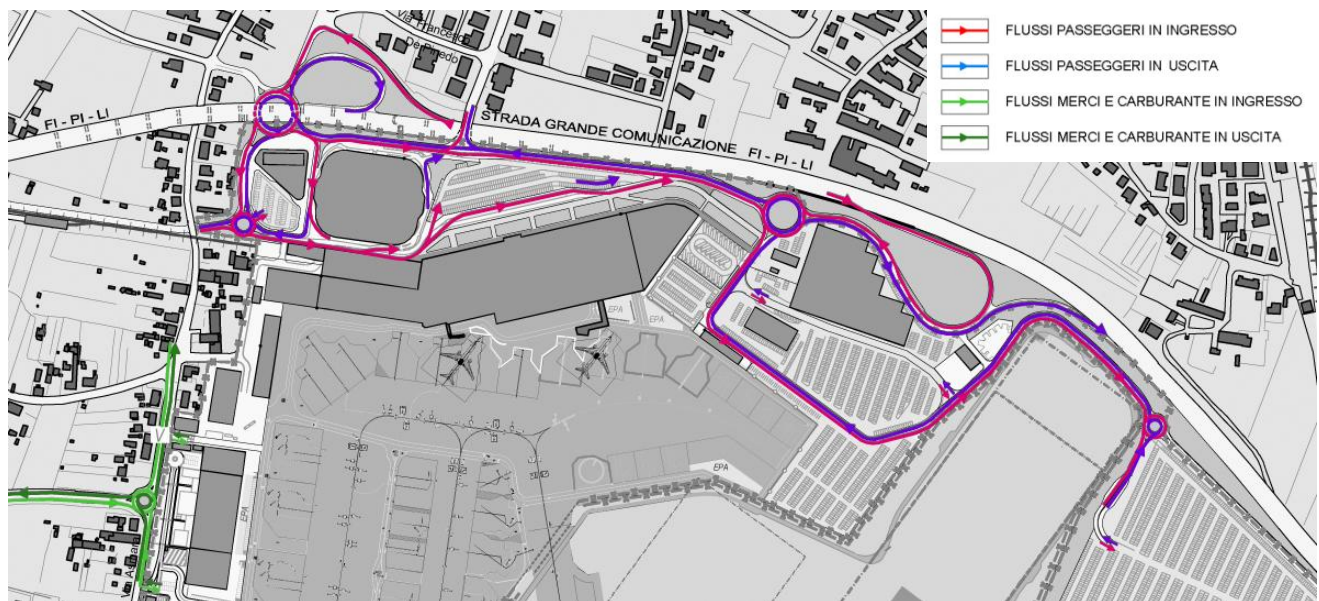 FLUSSI PASSEGGERI IN INGRESSO
FLUSSI PASSEGGERI IN USCITA
FLUSSI MERCI E CARBURANTE IN INGRESSO
FLUSSI MERCI E CARBURANTE IN USCITA
Via Francesco
De Pinedo
FI - PI - LI
STRADA GRANDE COMUNICAZIONE FI - PI - LI
EPA
EPA
EPA
EPA